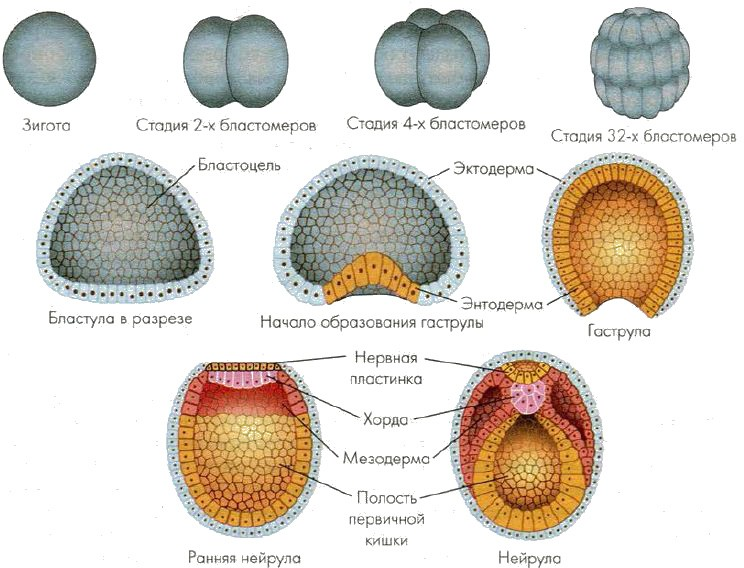 Зигота
Стадия 2-х бластомеров
Стадия 4-х бластомеров
Стадия 32-х бластомеров
Бластоцель
Эктодерма
Энтодерма
Бластула в разрезе
Начало образования гаструлы
Гаструла
Нервная
пластинка
Хорда
Мезодерма
Полость
первичной
кишки
Ранняя нейрула
Нейрула